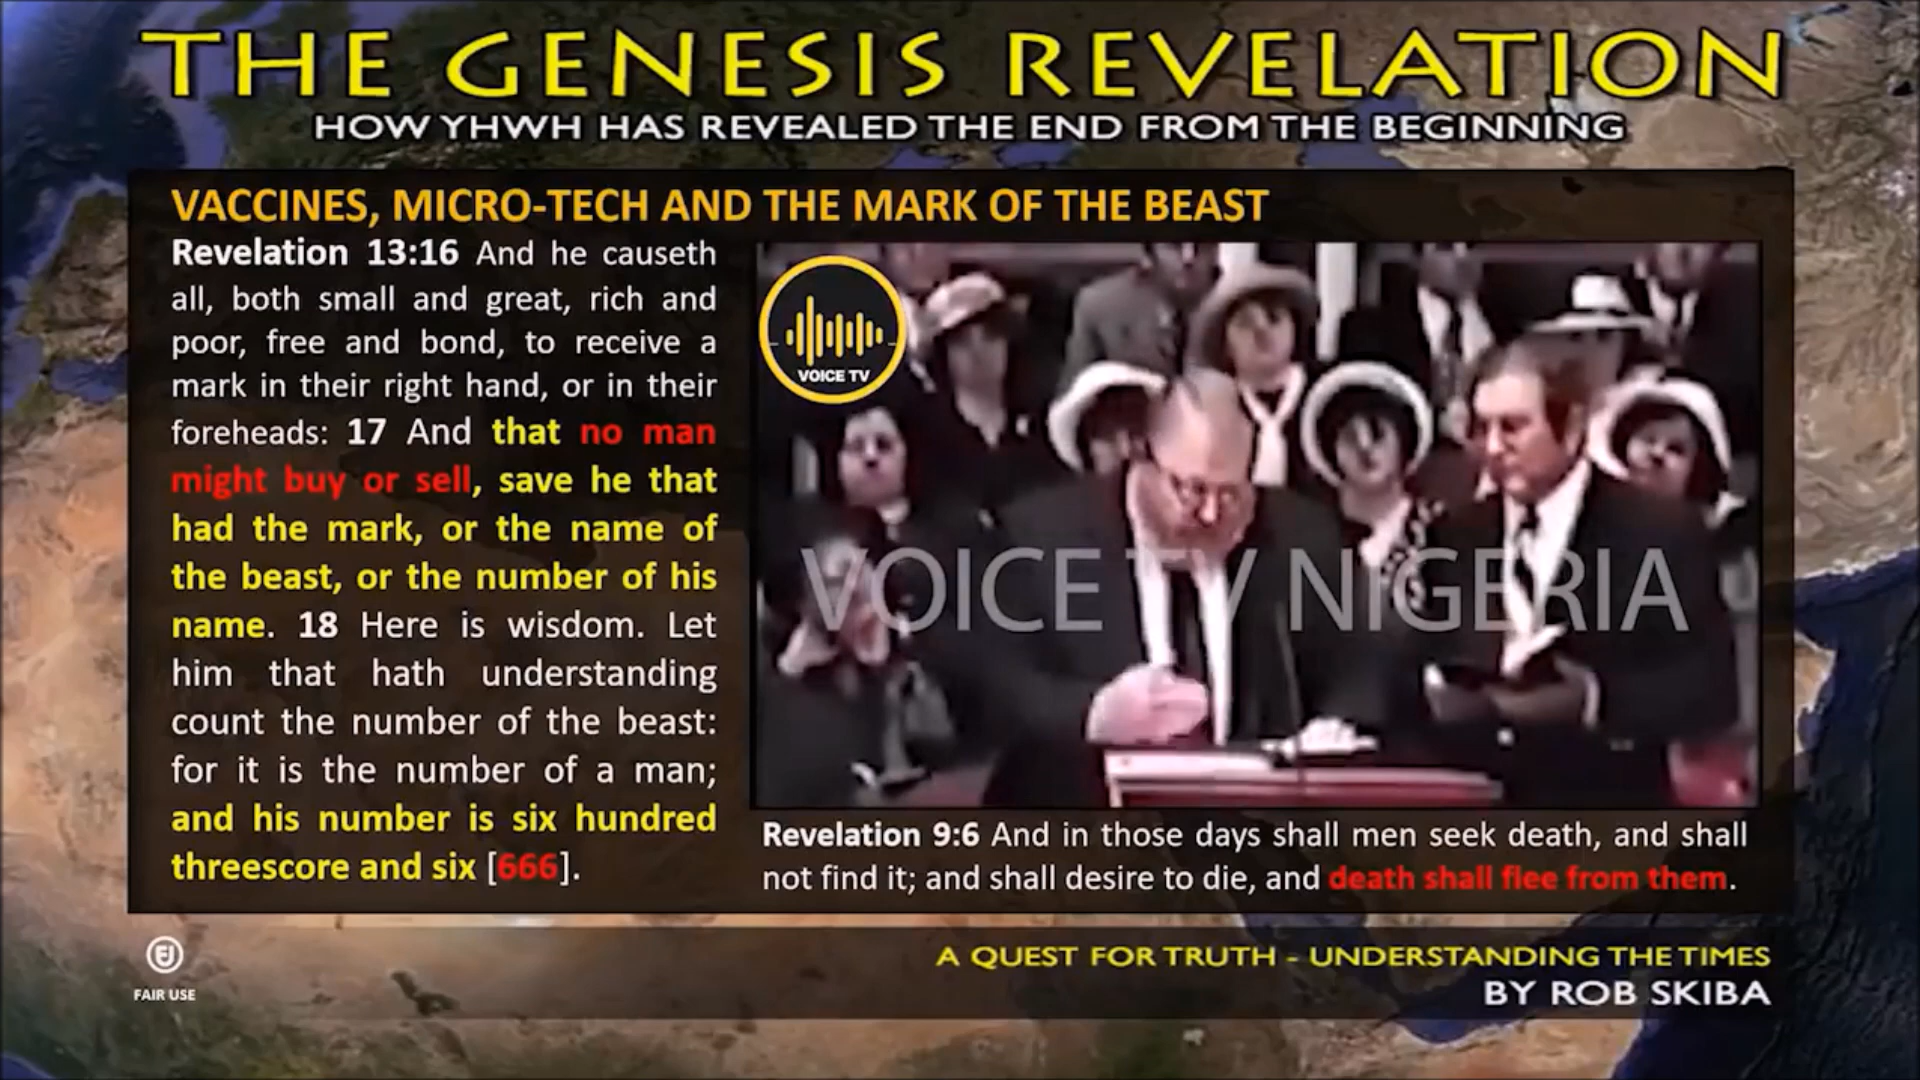 THE GENESIS REVELATION
HOW YHWH HAS REVEALED THE END FROM THE BEGINNING
VACCINES, MICRO-TECH AND THE MARK OF THE BEAST
Revelation 13:16 And he causeth
all, both small and great, rich and
poor, free and bond, to receive a
mark in their right hand, or in their
foreheads: 17 And that no man
might buy or sell, save he that
had the mark, or the name of
the beast, or the number of his
name. 18 Here is wisdom. Let
him that hath understanding
count the number of the beast:
for it is the number of a man;
and his number is six hundred
threescore and six [666].
VOICE TV
VOICE TV NIGERIA
Revelation 9:6 And in those days shall men seek death, and shall
not find it; and shall desire to die, and death shall flee from them.
EJ
FAIR USE
A QUEST FOR TRUTH - UNDERSTANDING THE TIMES
BY ROB SKIBA